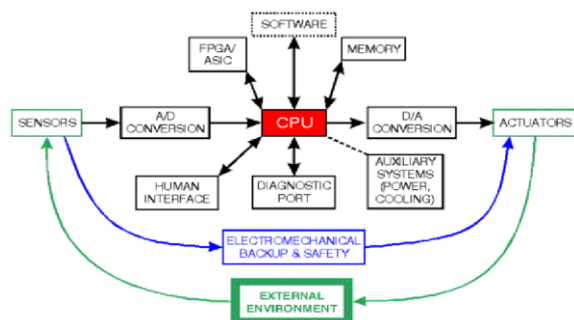 SOFTWARE
FPGA/
ASIC
MEMORY
SENSORS
A/D
CONVERSION
CPU
D/A
CONVERSION
ACTUATORS
HUMAN
INTERFACE
DIAGNOSTIC
PORT
AUXILIARY
SYSTEMS
(POWER,
COOLING)
ELECTROMECHANICAL
BACKUP & SAFETY
EXTERNAL
ENVIRONMENT